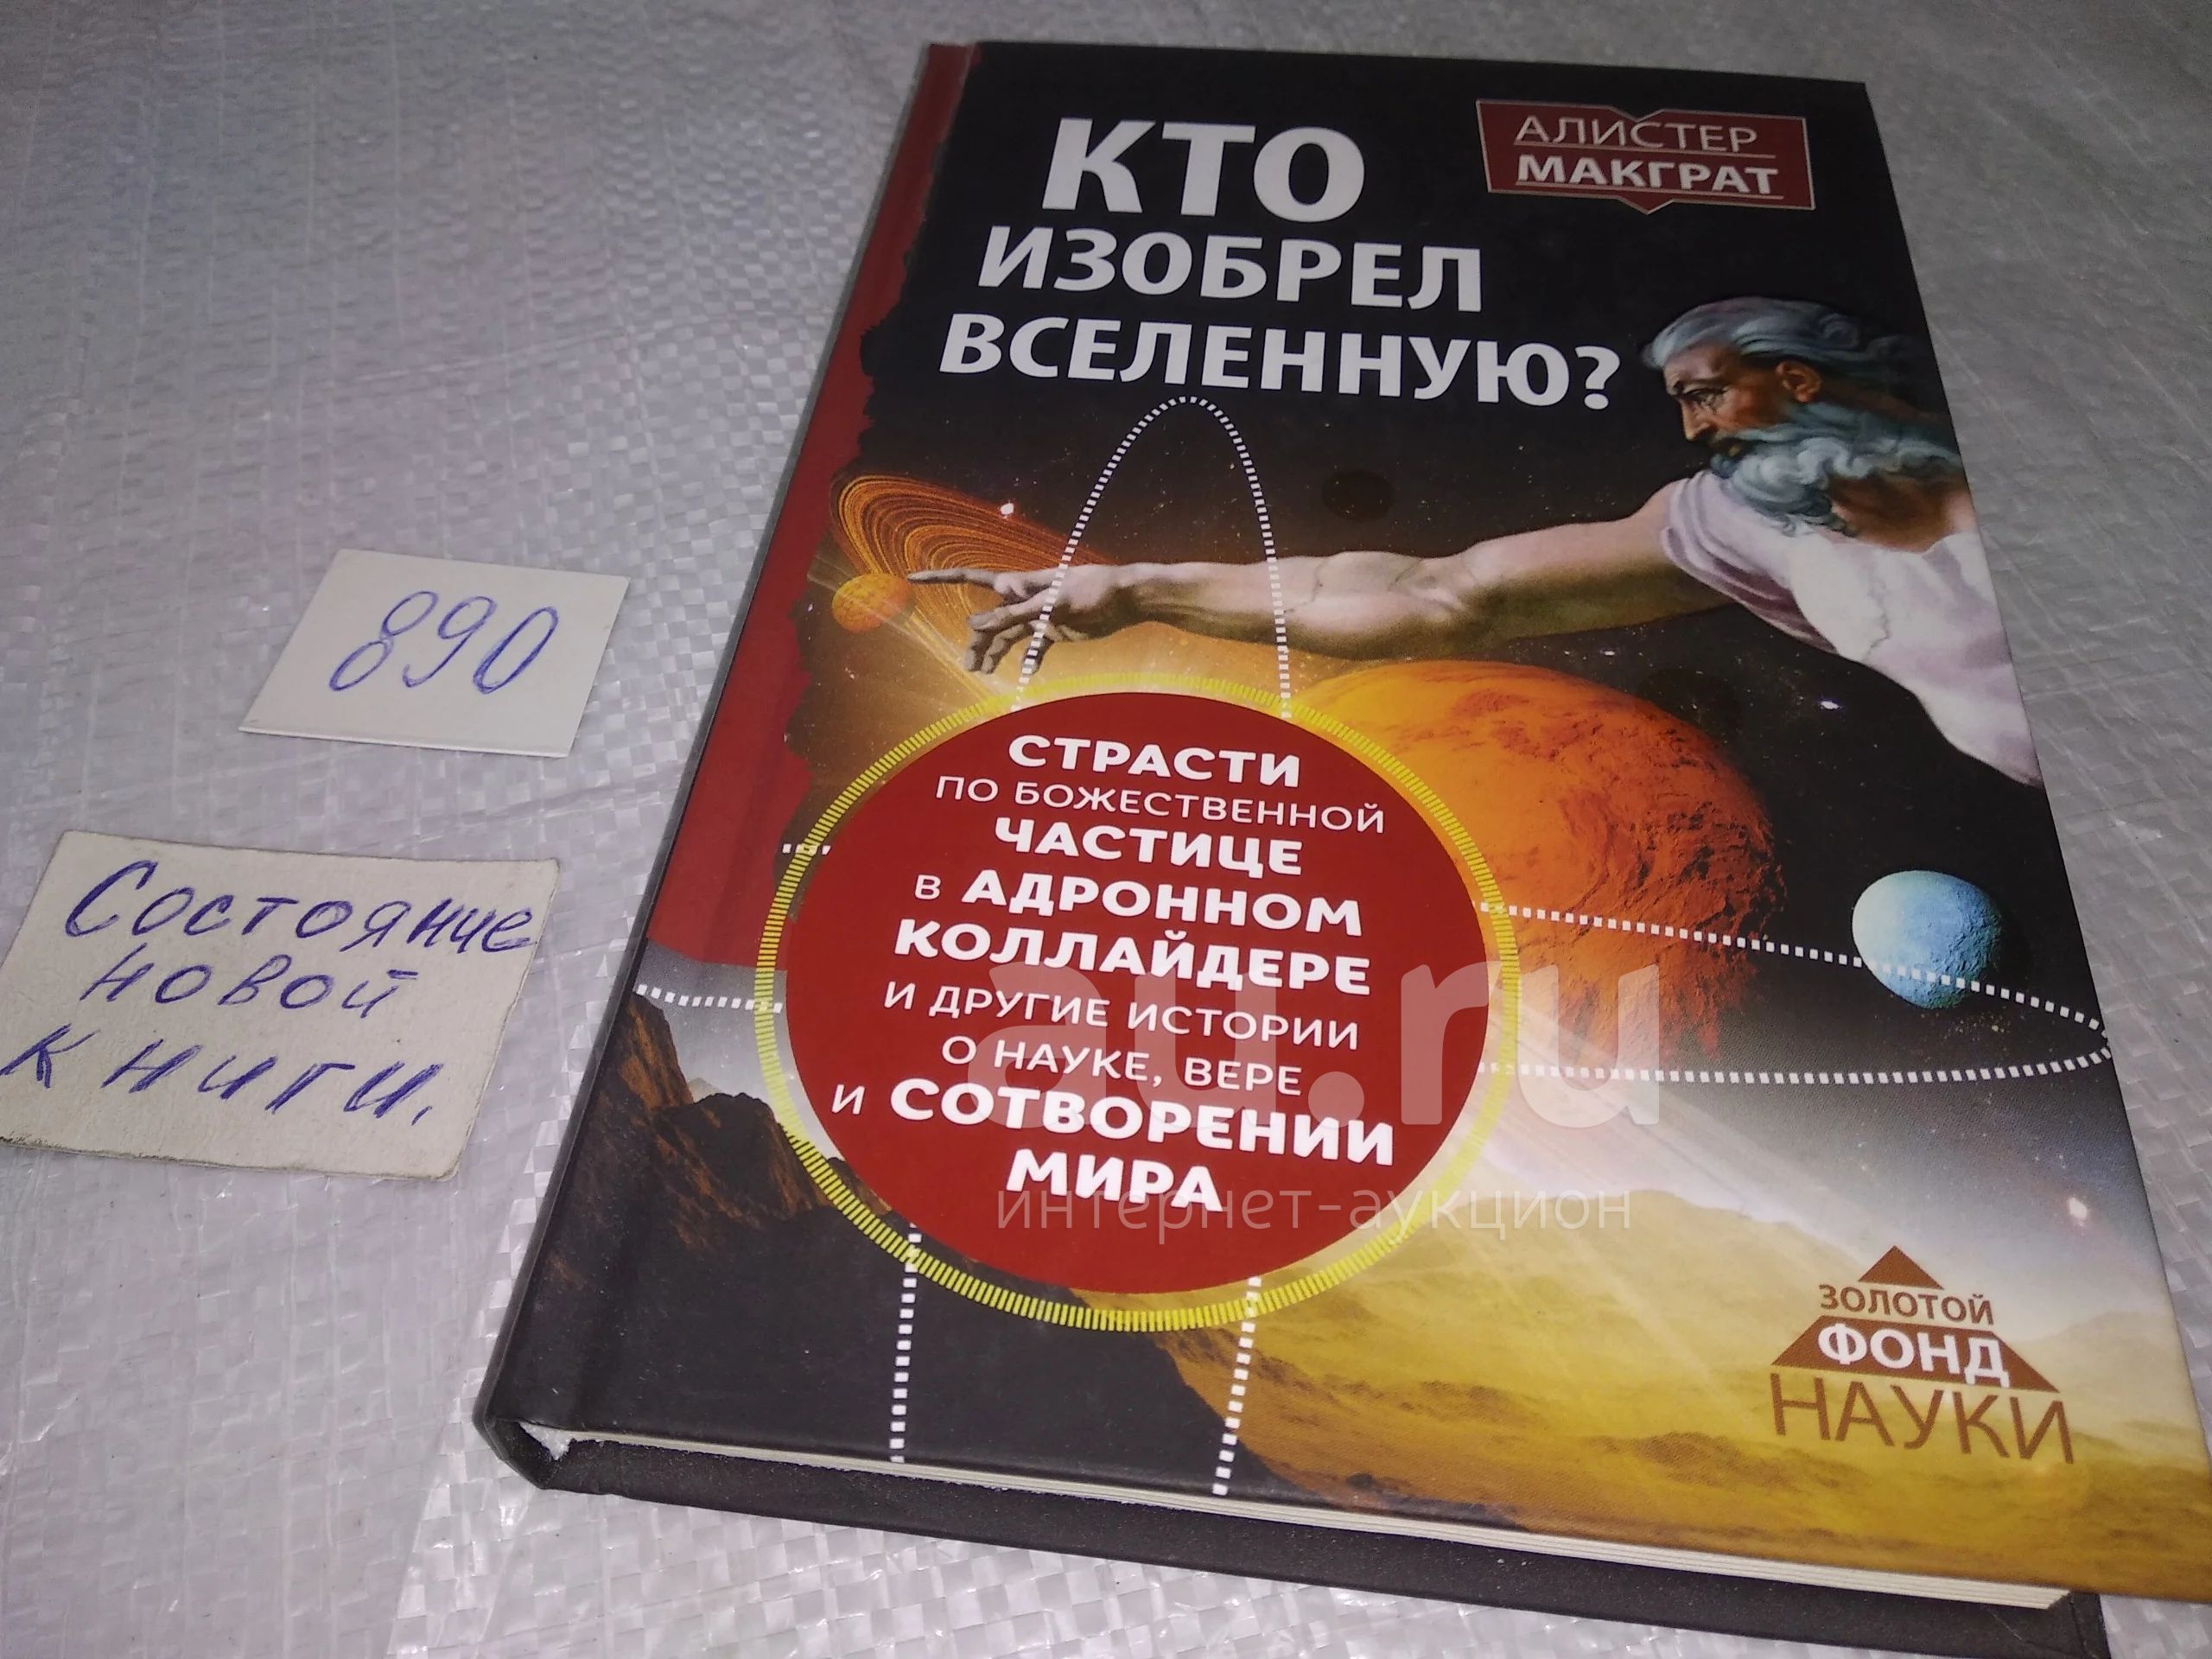 КТО
ИЗОБРЕЛ
ВСЕЛЕННУЮ?
АЛИСТЕР
МАКГРАТ
890
Состояние
новой
книги.
СТРАСТИ
ПО БОЖЕСТВЕННОЙ
ЧАСТИЦЕ
В АДРОННОМ
КОЛЛАЙДЕРЕ
И ДРУГИЕ ИСТОРИИ
О НАУКЕ, ВЕРЕ
И СОТВОРЕНИИ
МИРА
au.ru
интернет-аукцион
ЗОЛОТОЙ
ФОНД
НАУКИ